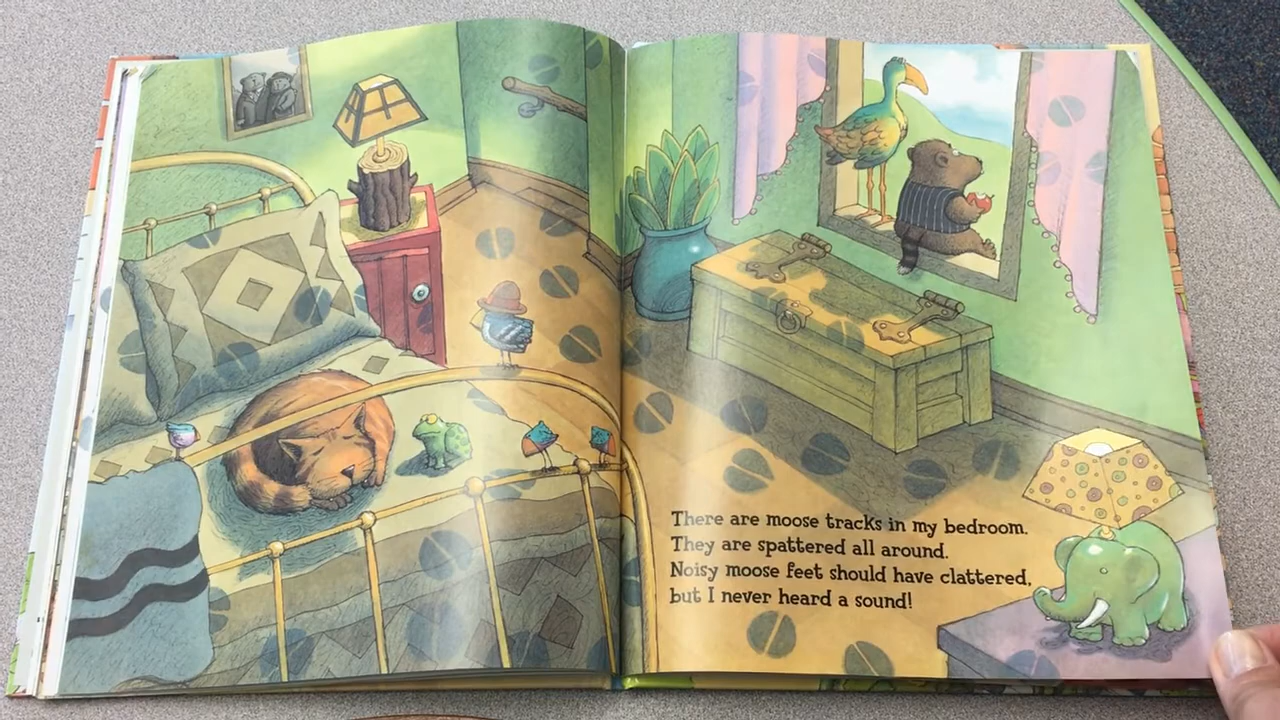 There are moose tracks in my bedroom.
They are spattered all around.
Noisy moose feet should have clattered,
but I never heard a sound!